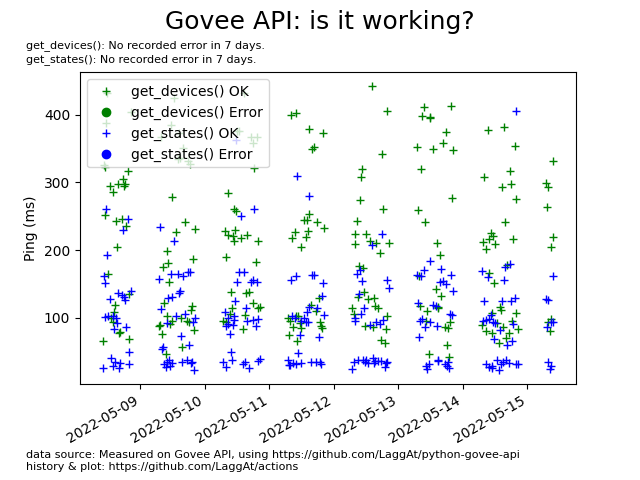 Govee API: is it working?
get_devices(): No recorded error in 7 days.
get_states(): No recorded error in 7 days.
get_devices() OK
get_devices() Error
get_states() OK
get_states() Error
Ping (ms)
400
300
200
100
2022-05-09
2022-05-10
2022-05-11
2022-05-12
2022-05-13
2022-05-14
2022-05-15
data source: Measured on Govee API, using https://github.com/LaggAt/python-govee-api
history & plot: https://github.com/LaggAt/actions